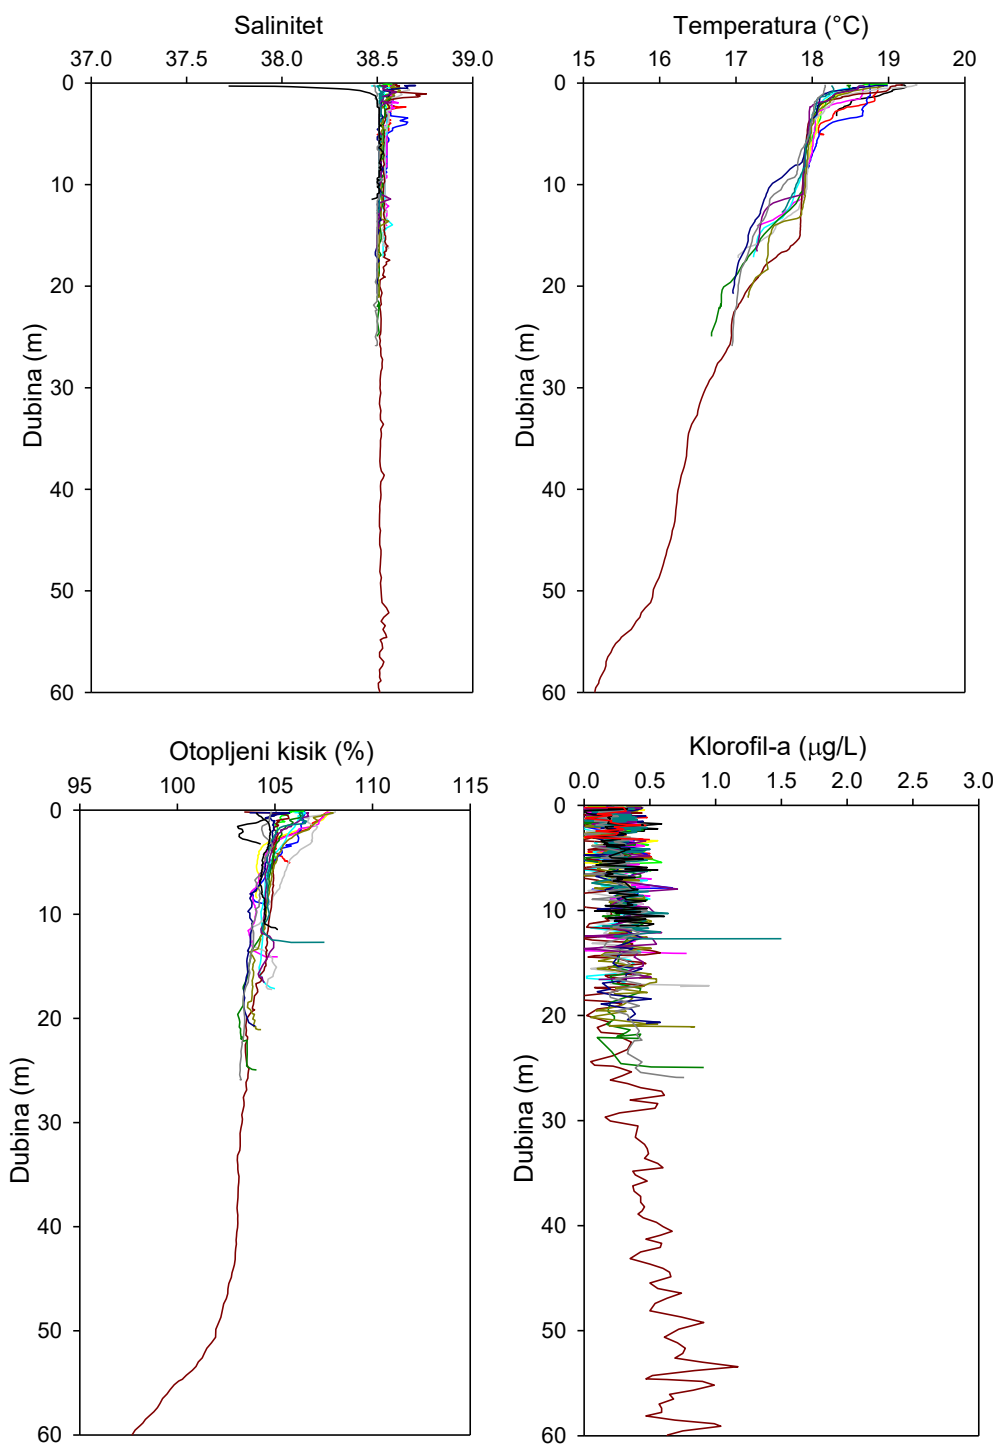 Salinitet
37.0 37.5 38.0 38.5 39.0
0
10
20
30
40
50
60
Dubina (m)
Temperatura (°C)
15 16 17 18 19 20
0
10
20
30
40
50
60
Dubina (m)
Otopljeni kisik (%)
95 100 105 110 115
0
10
20
30
40
50
60
Dubina (m)
Klorofil-a (μg/L)
0.0 0.5 1.0 1.5 2.0 2.5 3.0
0
10
20
30
40
50
60
Dubina (m)